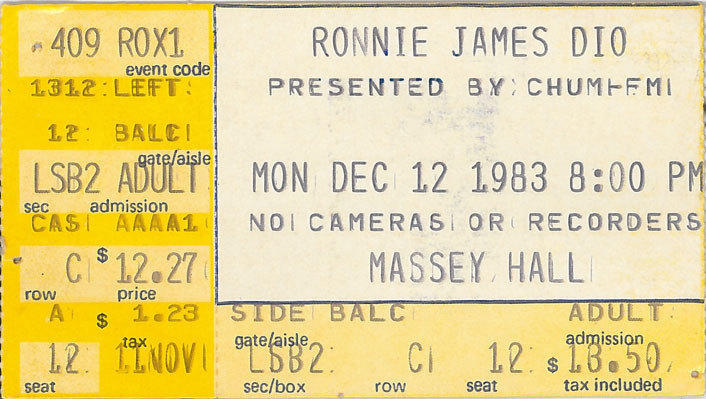 409 ROX1
event code
1312 LEFT
12 BALC
gate/aisle
LSB2 ADULT
sec admission
CAS AAAA1
C $ 12.27
row price
A $ 1.23
tax
12 11NOV
seat
RONNIE JAMES DIO
PRESENTED BY CHUM-FM
MON DEC 12 1983 8:00 PM
NO CAMERAS OR RECORDERS
MASSEY HALL
SIDE BALC ADULT
gate/aisle admission
LSB2 C 12 $ 13.50
sec/box row seat tax included